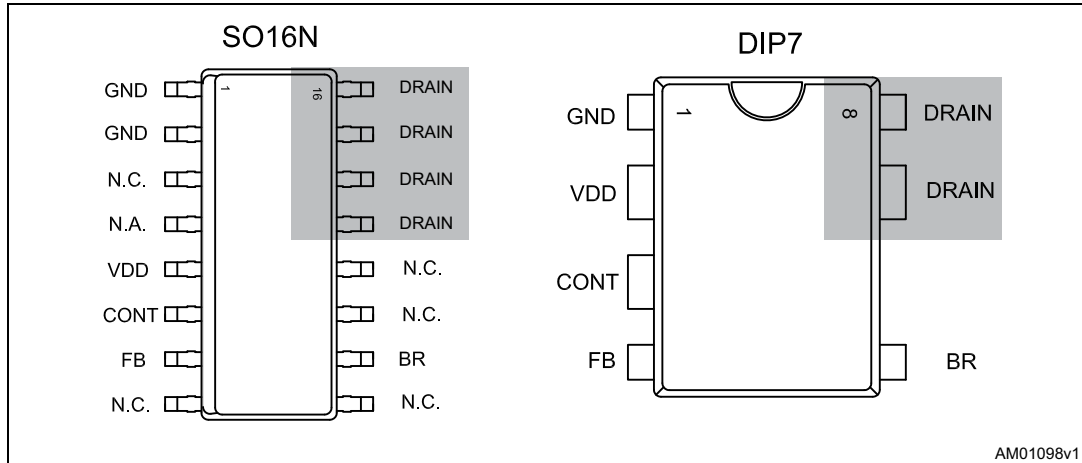 SO16N
GND 1 16 DRAIN
GND DRAIN
N.C. DRAIN
N.A. DRAIN
VDD N.C.
CONT N.C.
FB BR
N.C. N.C.
DIP7
GND 1 8 DRAIN
VDD DRAIN
CONT
FB BR
AM01098v1